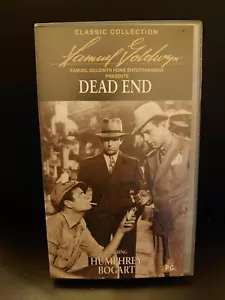 CLASSIC COLLECTION
Samuel Goldwyn
SAMUEL GOLDWYN HOME ENTERTAINMENT
PRESENTS
DEAD END
HUMPHREY
BOGART
PG